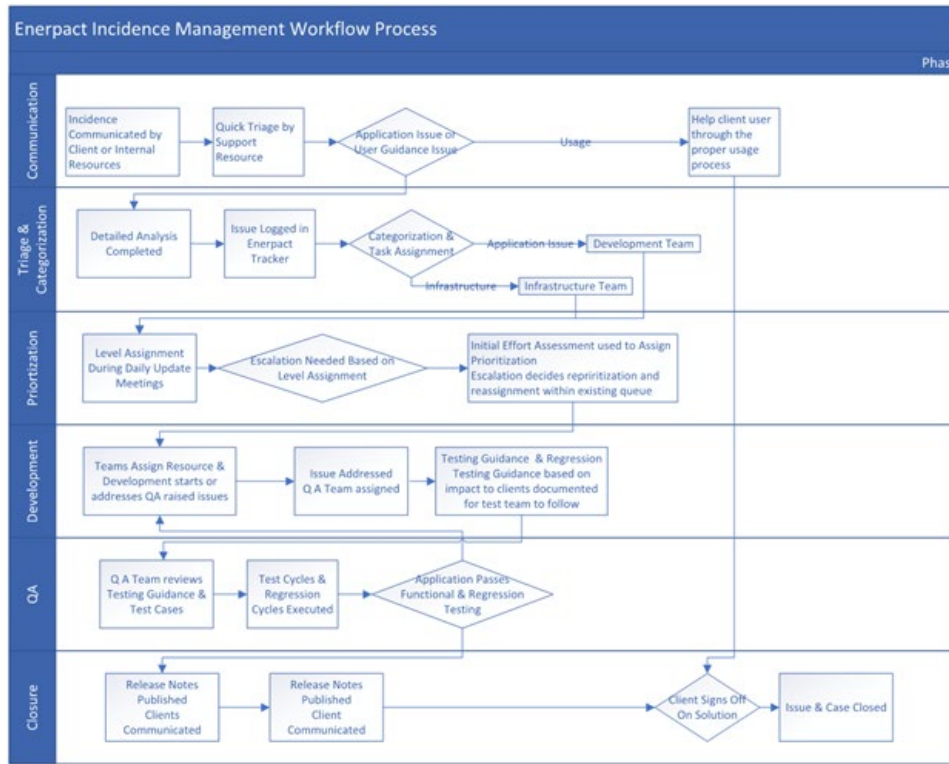 Enerpact Incidence Management Workflow Process
Phas
Communication
Incidence
Communicated by
Client or Internal
Resources
Quick Triage by
Support
Resource
Application Issue or
User Guidance Issue
Usage
Help client user
through the
proper usage
process
Triage &
Categorization
Detailed Analysis
Completed
Issue Logged in
Enerpact
Tracker
Categorization &
Task Assignment
Application Issue
Development Team
Infrastructure
Infrastructure Team
Priortization
Level Assignment
During Daily Update
Meetings
Escalation Needed Based on
Level Assignment
Initial Effort Assessment used to Assign
Prioritization
Escalation decides repriritization and
reassignment within existing queue
Development
Teams Assign Resource &
Development starts or
addresses QA raised issues
Issue Addressed
Q A Team assigned
Testing Guidance & Regression
Testing Guidance based on
impact to clients documented
for test team to follow
QA
Q A Team reviews
Testing Guidance &
Test Cases
Test Cycles &
Regression
Cycles Executed
Application Passes
Functional & Regression
Testing
Closure
Release Notes
Published
Clients
Communicated
Release Notes
Published
Client
Communicated
Client Signs Off
On Solution
Issue & Case Closed